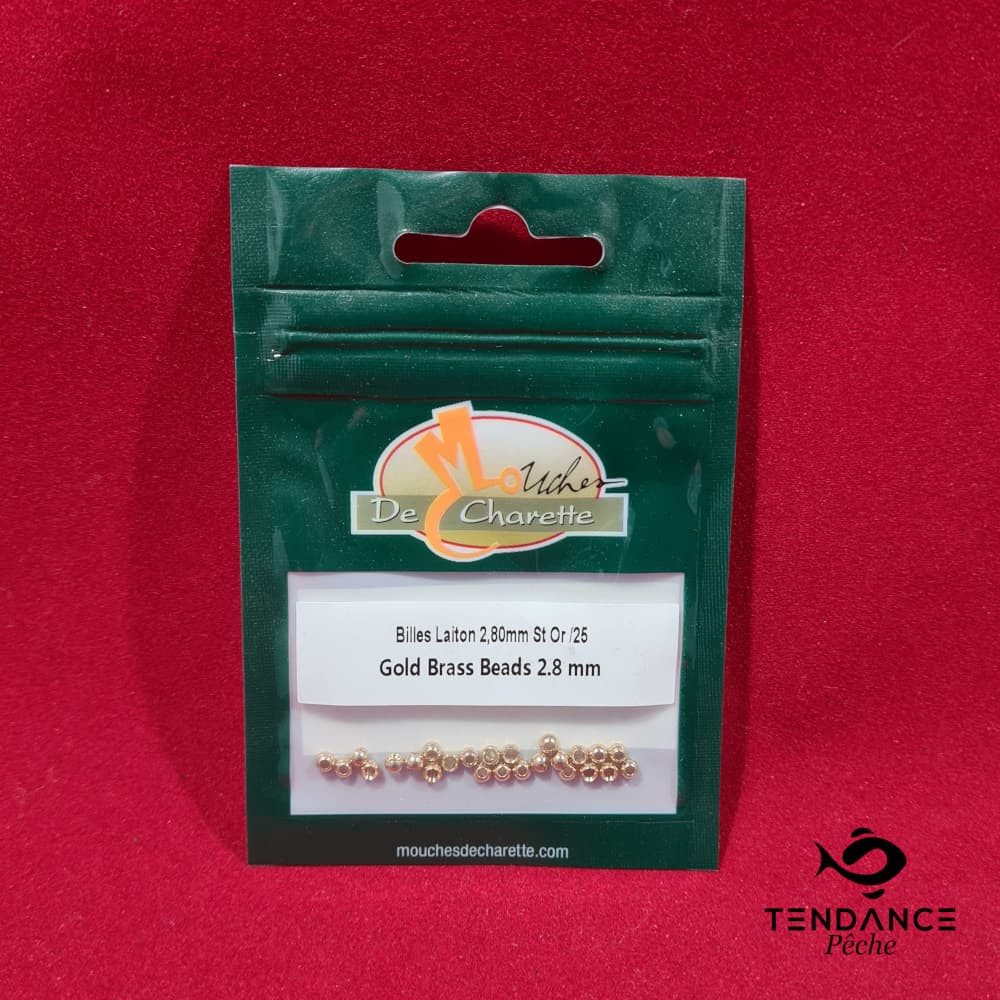 Mouches
De Charette
Billes Laiton 2,80mm St Or /25
Gold Brass Beads 2.8 mm
mouchesdecharette.com
TENDANCE
Pêche